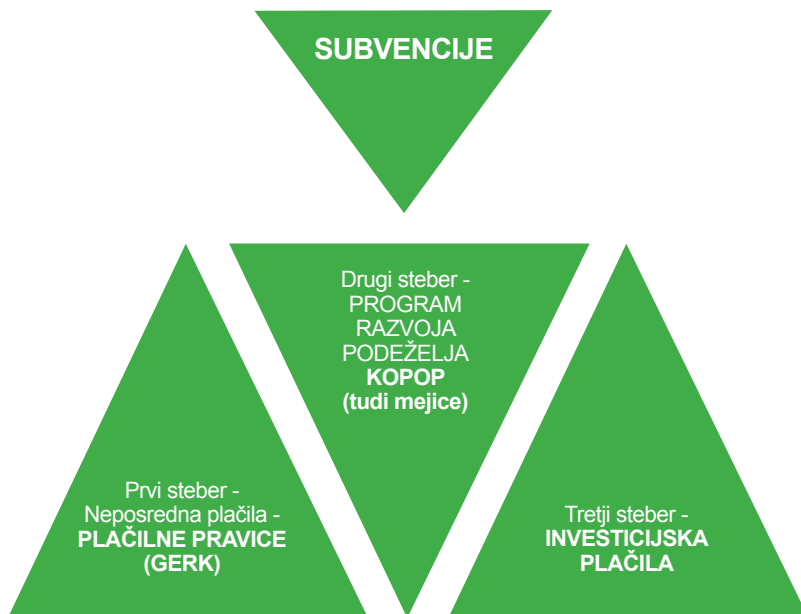 SUBVENCIJE
Drugi steber -
PROGRAM
RAZVOJA
PODEŽELJA
KOPOP
(tudi mejice)
Prvi steber -
Neposredna plačila -
PLAČILNE PRAVICE
(GERK)
Tretji steber -
INVESTICIJSKA
PLAČILA